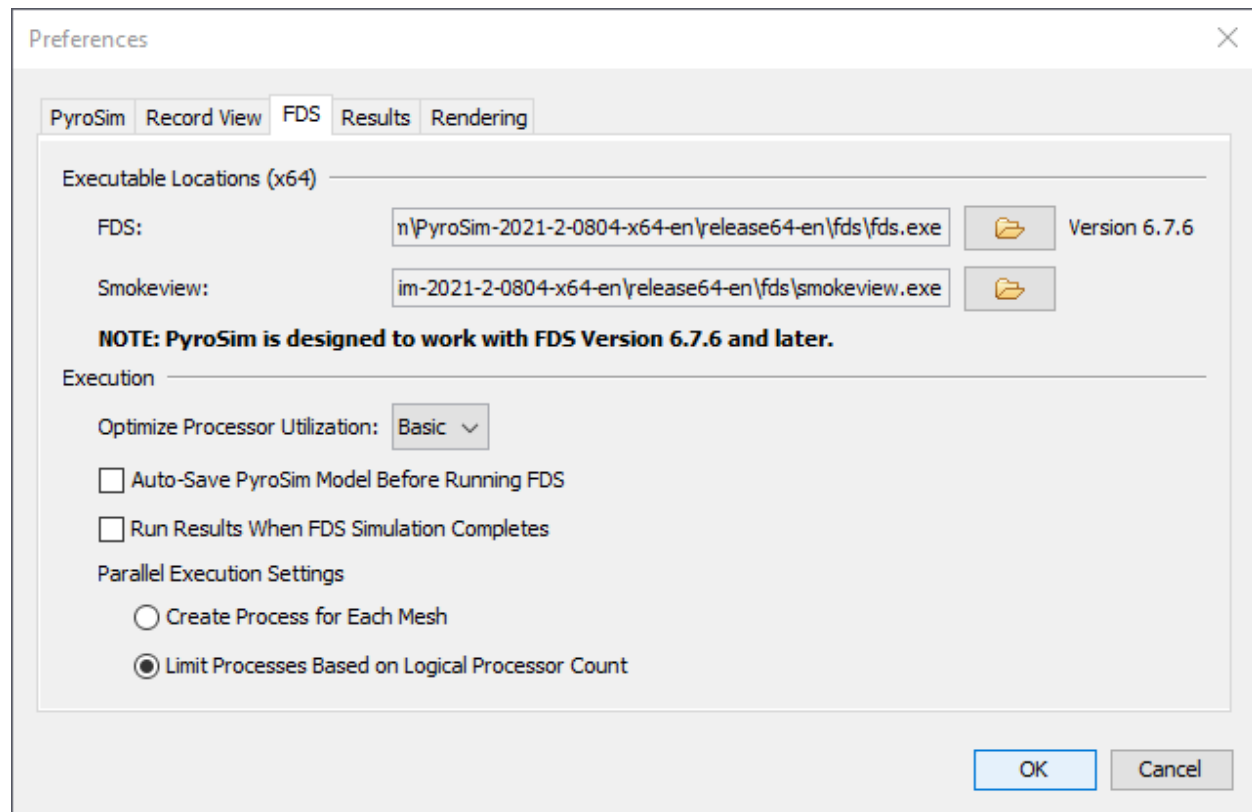 Preferences
PyroSim Record View FDS Results Rendering
Executable Locations (x64)
FDS: n\PyroSim-2021-2-0804-x64-en\release64-en\fds\fds.exe Version 6.7.6
Smokeview: im-2021-2-0804-x64-en\release64-en\fds\smokeview.exe
NOTE: PyroSim is designed to work with FDS Version 6.7.6 and later.
Execution
Optimize Processor Utilization: Basic
Auto-Save PyroSim Model Before Running FDS
Run Results When FDS Simulation Completes
Parallel Execution Settings
Create Process for Each Mesh
Limit Processes Based on Logical Processor Count
OK Cancel